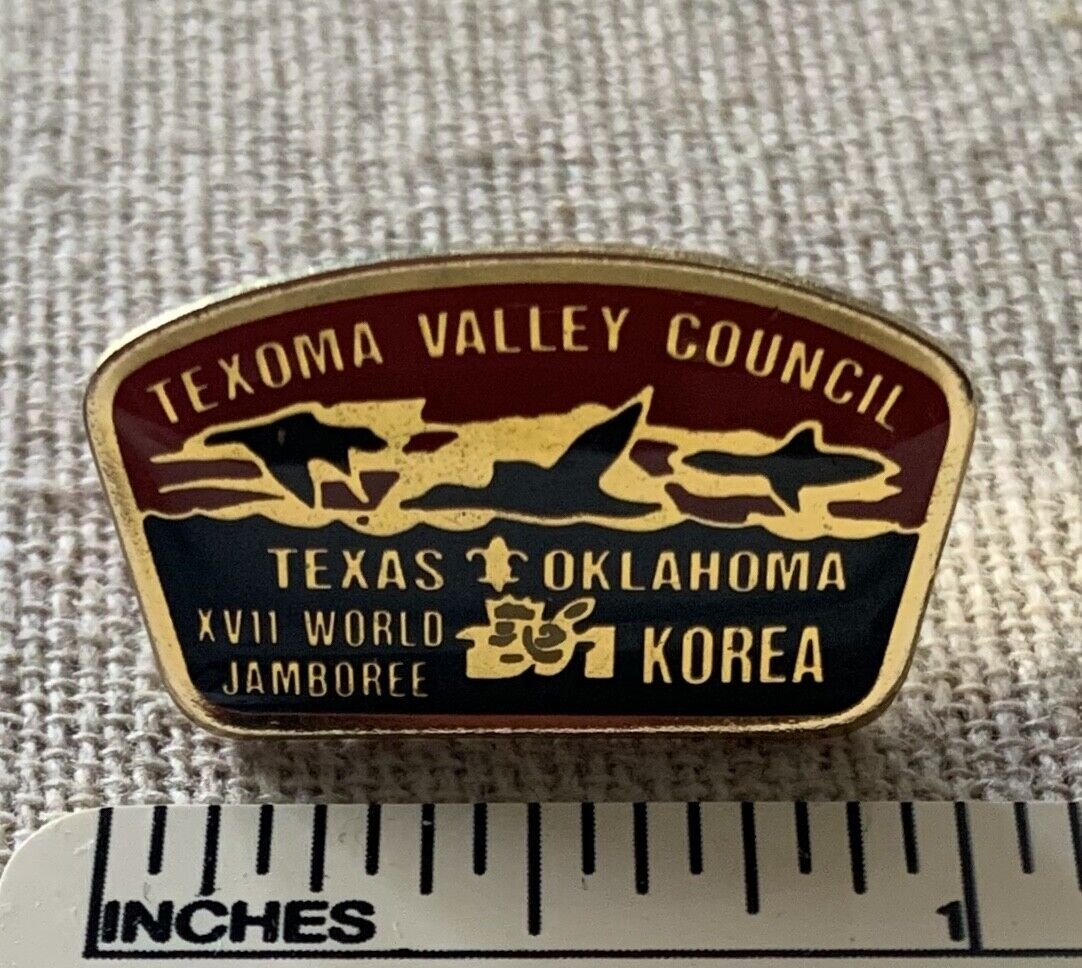 TEXOMA VALLEY COUNCIL
TEXAS OKLAHOMA
XVII WORLD
JAMBOREE
KOREA
INCHES 1